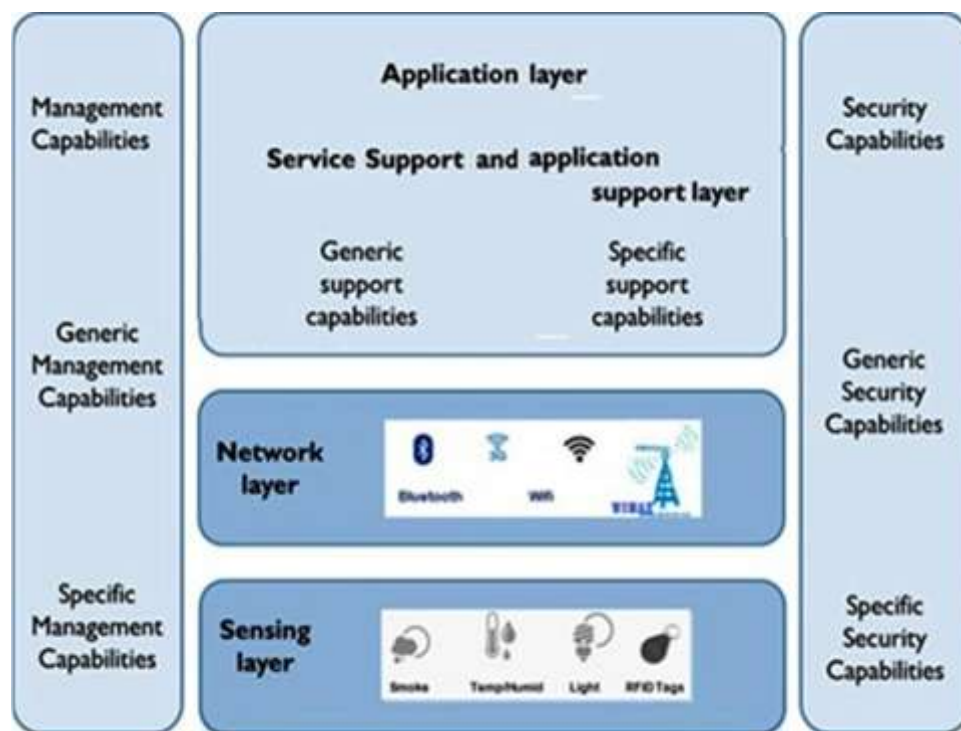 Management
Capabilities
Generic
Management
Capabilities
Specific
Management
Capabilities
Application layer
Service Support and application
support layer
Generic
support
capabilities
Specific
support
capabilities
Network
layer
3G
Bluetooth
Wifi
WIMAX
Sensing
layer
Smoke
Temp/Humid
Light
RFID Tags
Security
Capabilities
Generic
Security
Capabilities
Specific
Security
Capabilities